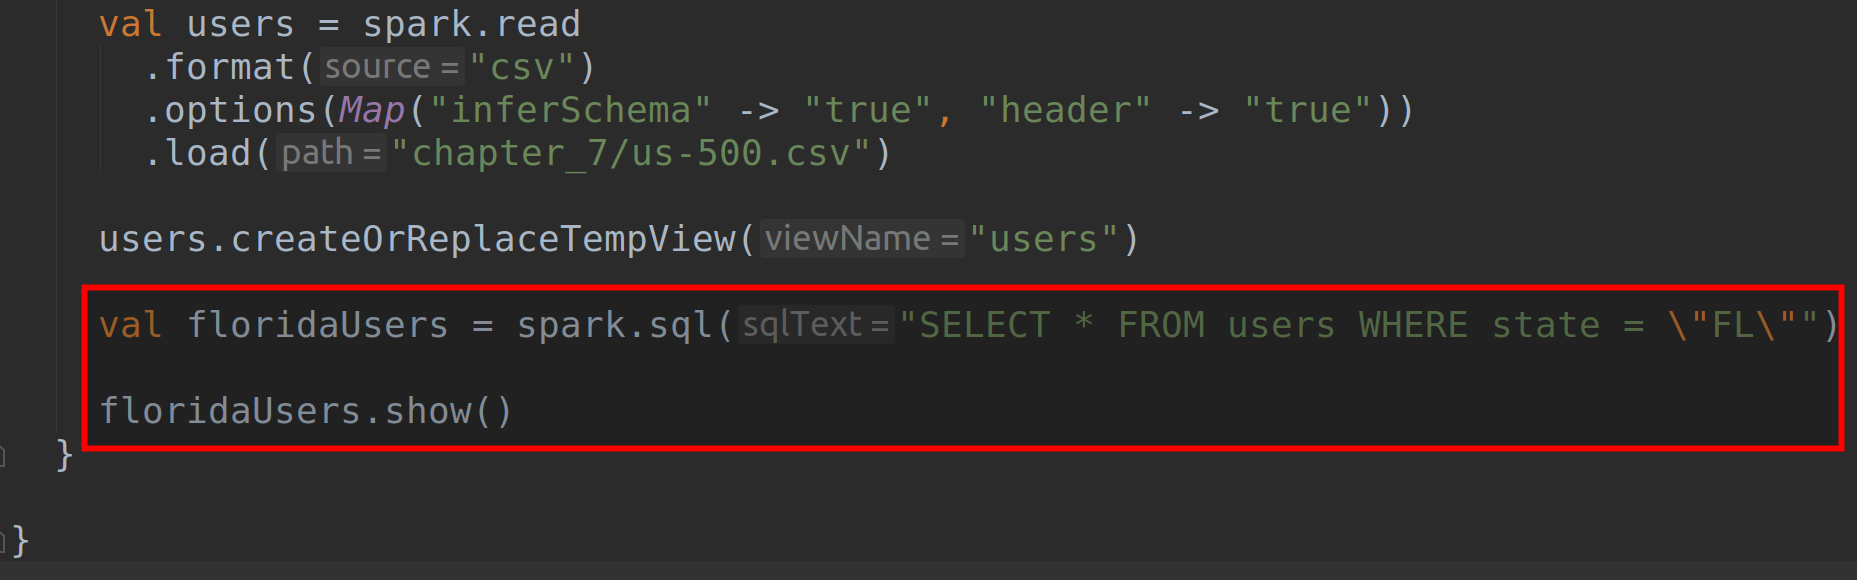 val users = spark.read
.format( source = "csv")
.options(Map("inferSchema" -> "true", "header" -> "true"))
.load( path = "chapter_7/us-500.csv")
users.createOrReplaceTempView( viewName = "users")
val floridaUsers = spark.sql( sqlText = "SELECT * FROM users WHERE state = \"FL\"")
floridaUsers.show()
}
}